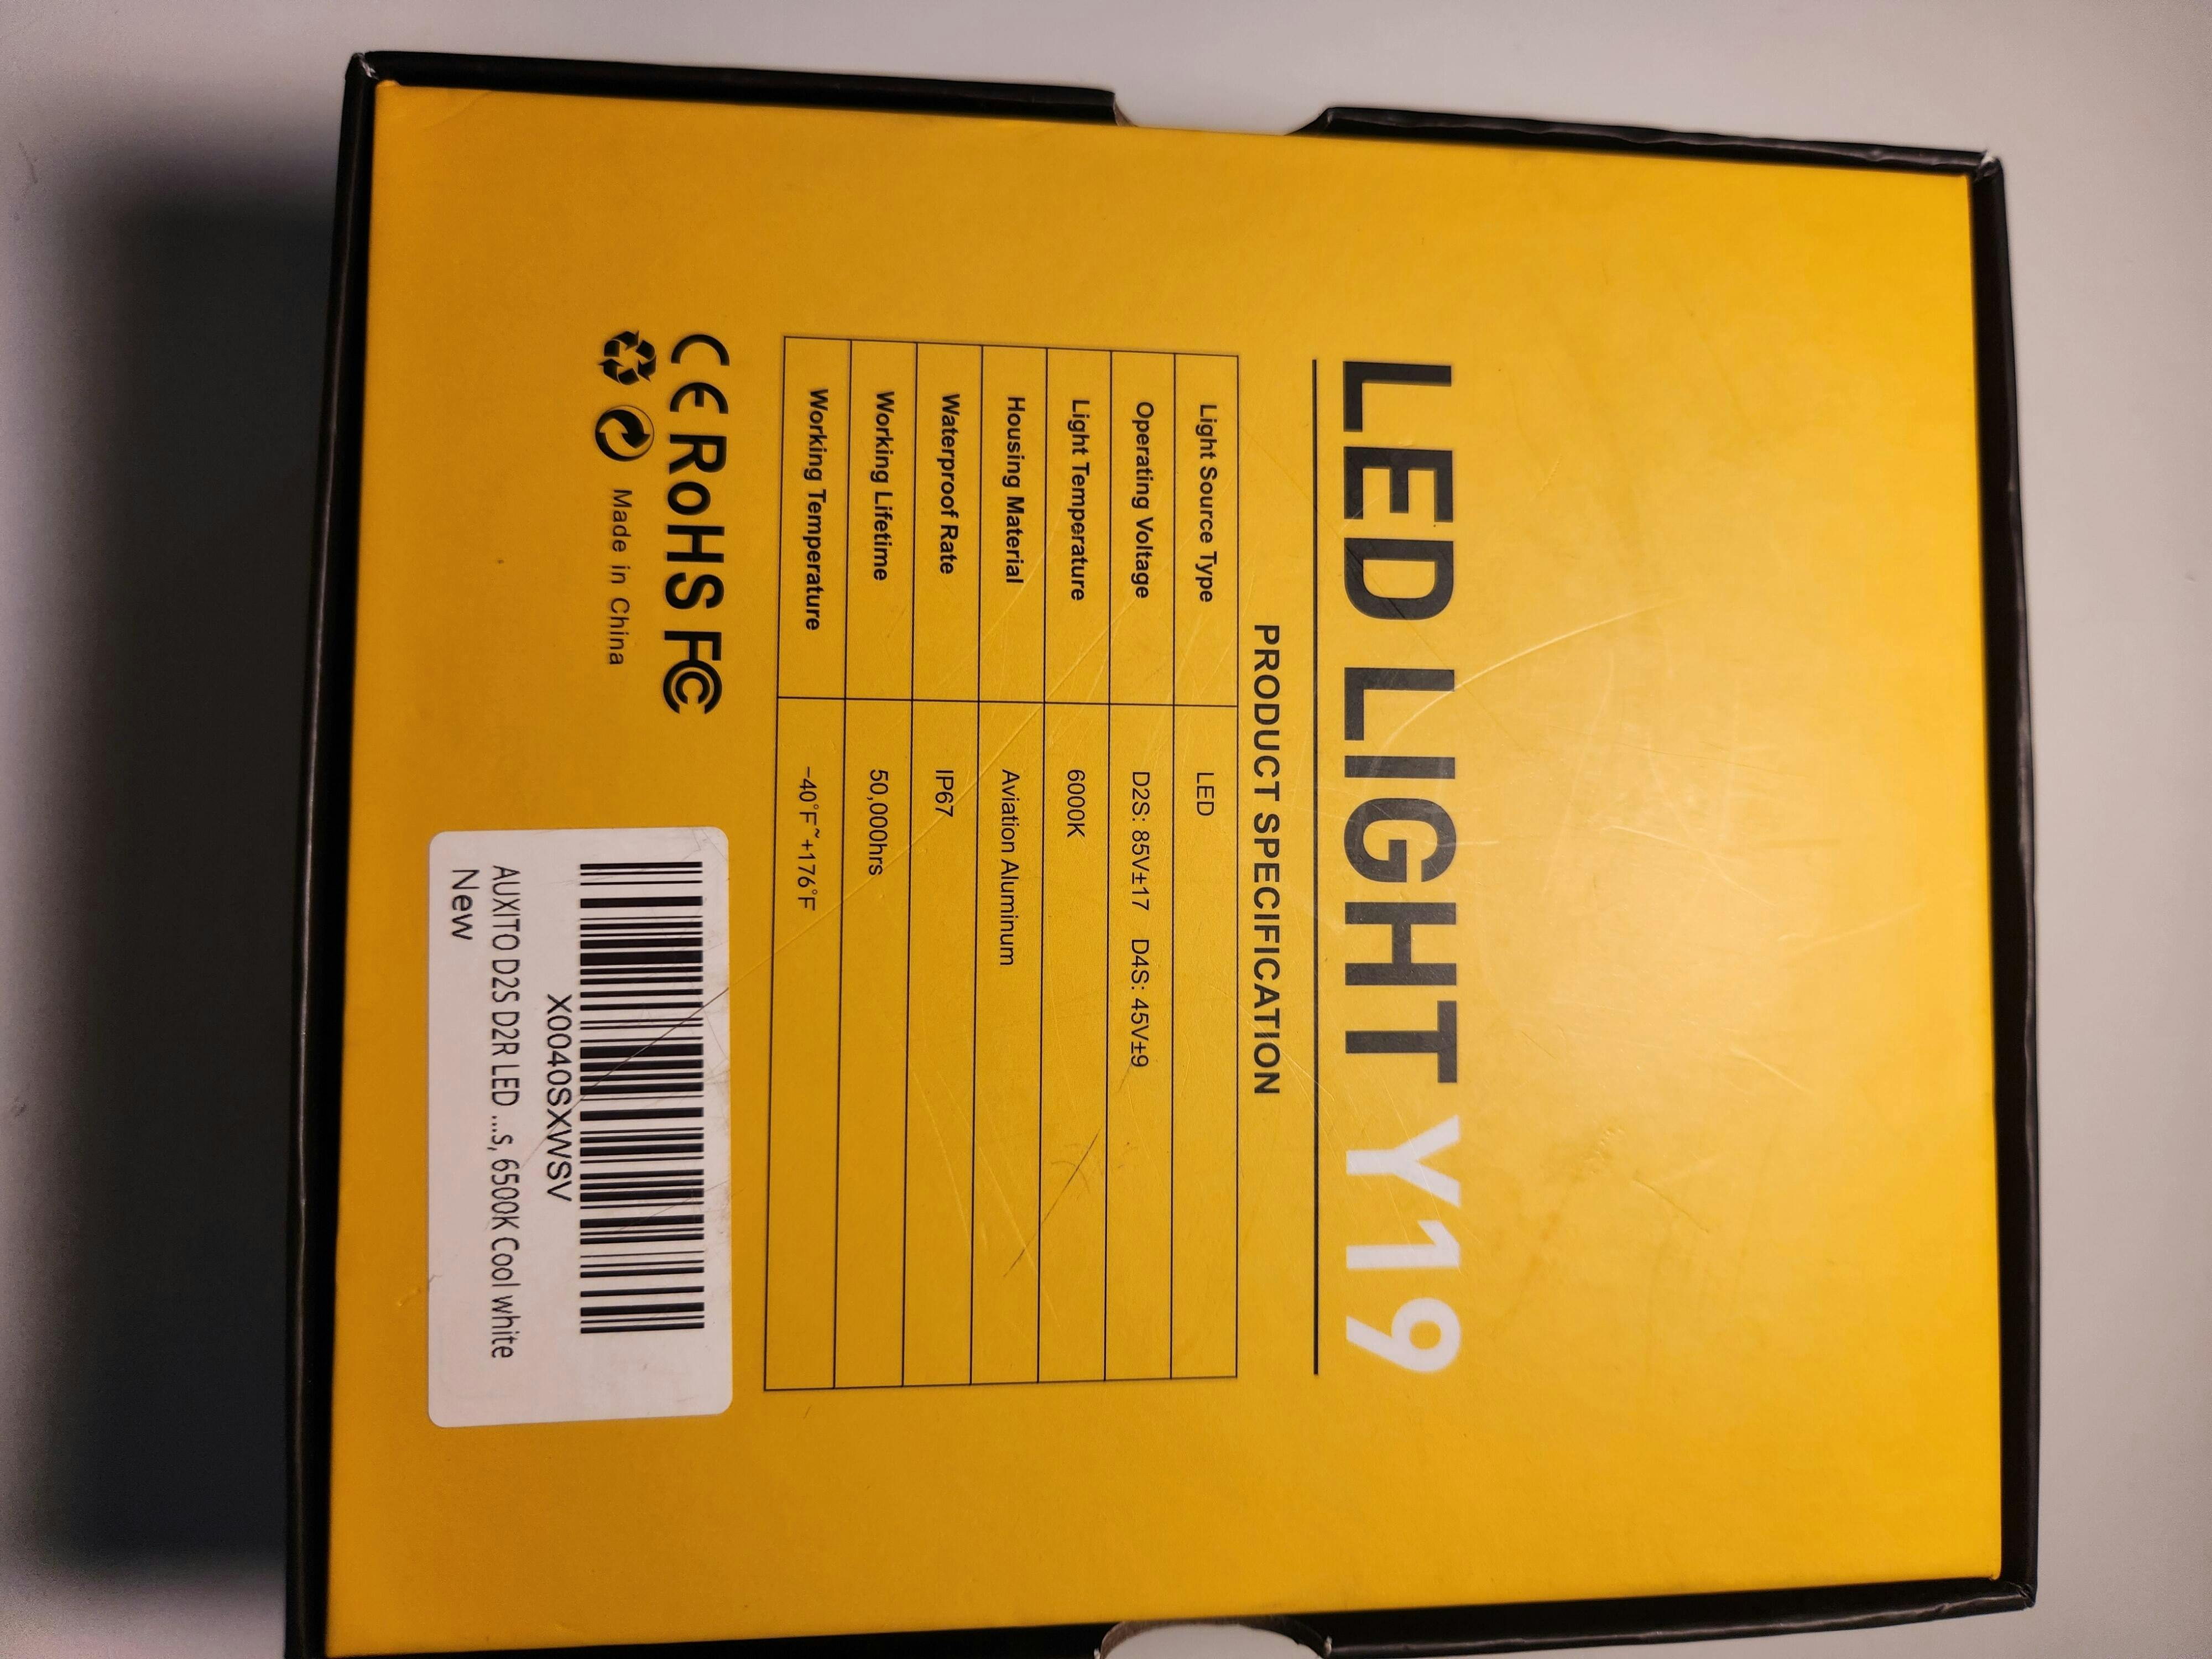 LED LIGHT Y19
PRODUCT SPECIFICATION
Light Source Type LED
Operating Voltage D2S: 85V±17 D4S: 45V±9
Light Temperature 6000K
Housing Material Aviation Aluminum
Waterproof Rate IP67
Working Lifetime 50,000hrs
Working Temperature −40°F~+176°F
CE RoHS FC
Made in China
X0040SXWSV
AUXITO D2S D2R LED ...s, 6500K Cool white
New